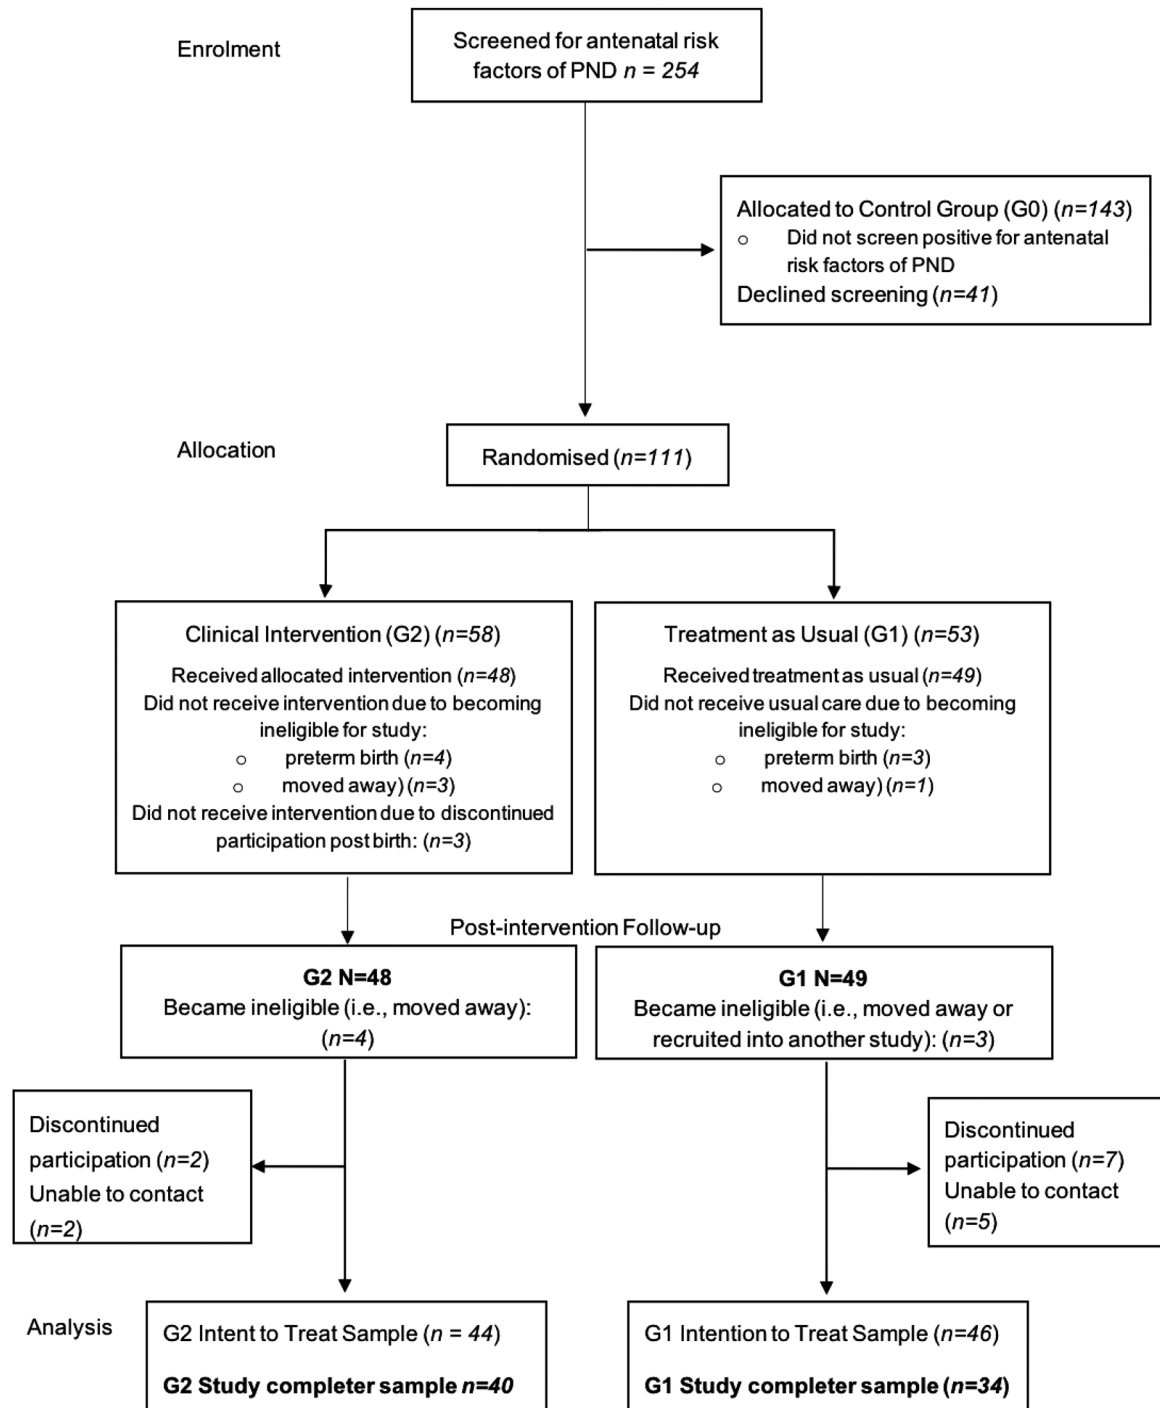 Enrolment
Screened for antenatal risk
factors of PND n = 254
Allocated to Control Group (G0) (n=143)
o Did not screen positive for antenatal
risk factors of PND
Declined screening (n=41)
Allocation
Randomised (n=111)
Clinical Intervention (G2) (n=58)
Received allocated intervention (n=48)
Did not receive intervention due to becoming
ineligible for study:
o preterm birth (n=4)
o moved away) (n=3)
Did not receive intervention due to discontinued
participation post birth: (n=3)
Treatment as Usual (G1) (n=53)
Received treatment as usual (n=49)
Did not receive usual care due to becoming
ineligible for study:
o preterm birth (n=3)
o moved away) (n=1)
Post-intervention Follow-up
G2 N=48
Became ineligible (i.e., moved away):
(n=4)
G1 N=49
Became ineligible (i.e., moved away or
recruited into another study): (n=3)
Discontinued
participation (n=2)
Unable to contact
(n=2)
Discontinued
participation (n=7)
Unable to contact
(n=5)
Analysis
G2 Intent to Treat Sample (n = 44)
G2 Study completer sample n=40
G1 Intention to Treat Sample (n=46)
G1 Study completer sample (n=34)